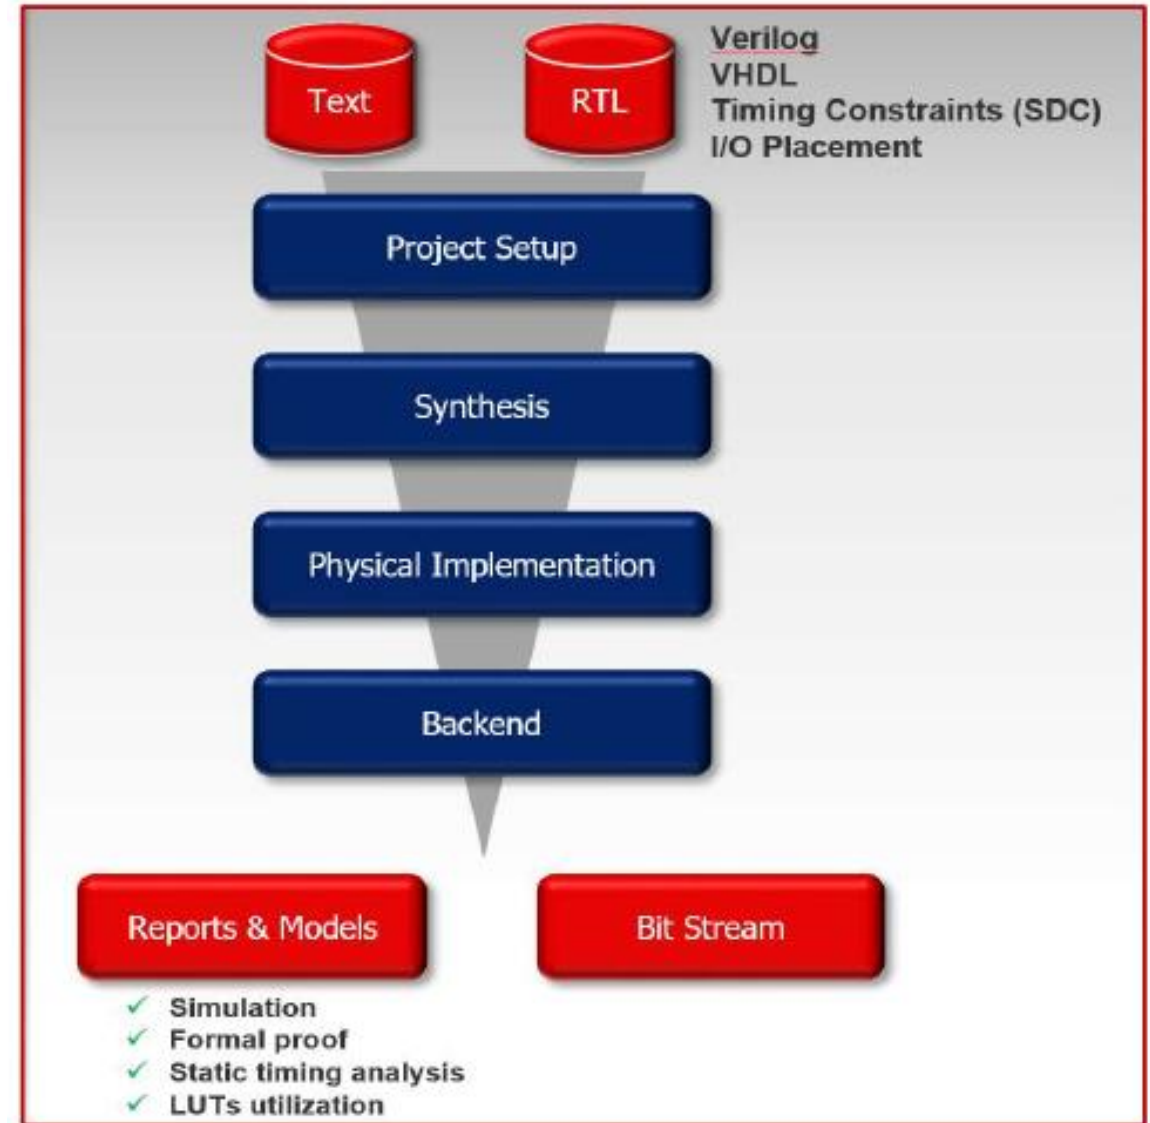 Text
RTL
Verilog
VHDL
Timing Constraints (SDC)
I/O Placement
Project Setup
Synthesis
Physical Implementation
Backend
Reports & Models
Bit Stream
✓ Simulation
✓ Formal proof
✓ Static timing analysis
✓ LUTs utilization